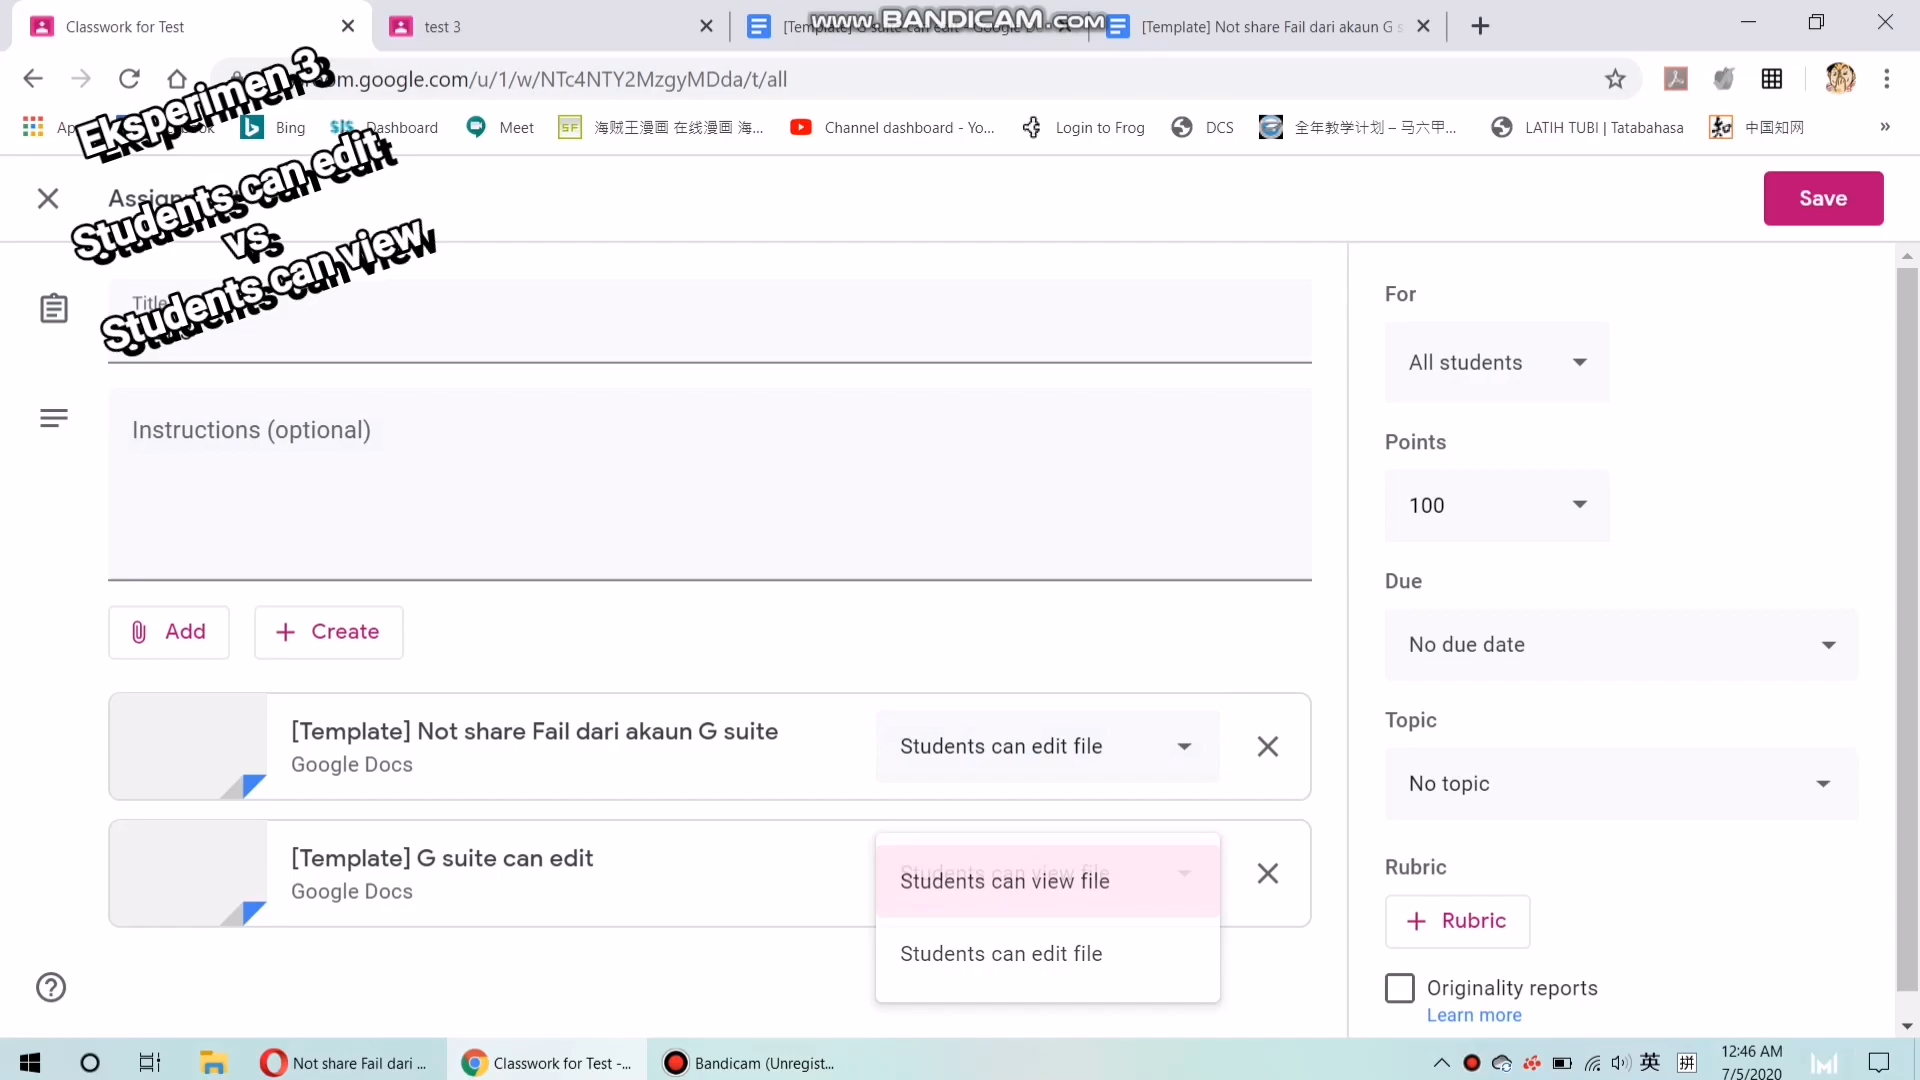 Classwork for Test
test 3
www.BANDICAM.com
[Template] Not share Fail dari akaun G s
.google.com/u/1/w/NTc4NTY2MzgyMDda/t/all
Bing
Dashboard
Meet
海贼王漫画 在线漫画 海...
Channel dashboard - Yo...
Login to Frog
DCS
全年教学计划 – 马六甲...
LATIH TUBI | Tatabahasa
中国知网
»
Eksperimen 3
Students can edit
vs
Students can view
Save
Title
Instructions (optional)
Add
Create
[Template] Not share Fail dari akaun G suite
Google Docs
Students can edit file
[Template] G suite can edit
Google Docs
Students can view file
Students can edit file
For
All students
Points
100
Due
No due date
Topic
No topic
Rubric
Rubric
Originality reports
Learn more
Not share Fail dari ...
Classwork for Test -...
Bandicam (Unregist...
英
拼
12:46 AM
7/5/2020